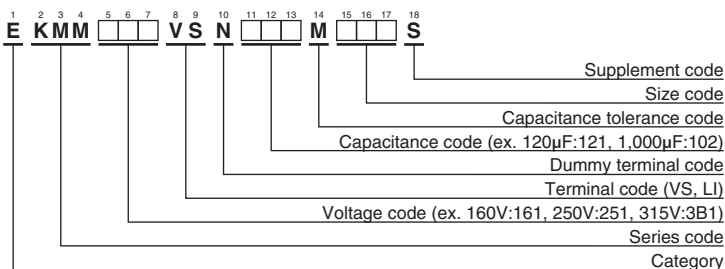 1 2 3 4 5 6 7 8 9 10 11 12 13 14 15 16 17 18
E KMM □□□ VS N □□□ M □□□ S
Supplement code
Size code
Capacitance tolerance code
Capacitance code (ex. 120µF:121, 1,000µF:102)
Dummy terminal code
Terminal code (VS, LI)
Voltage code (ex. 160V:161, 250V:251, 315V:3B1)
Series code
Category